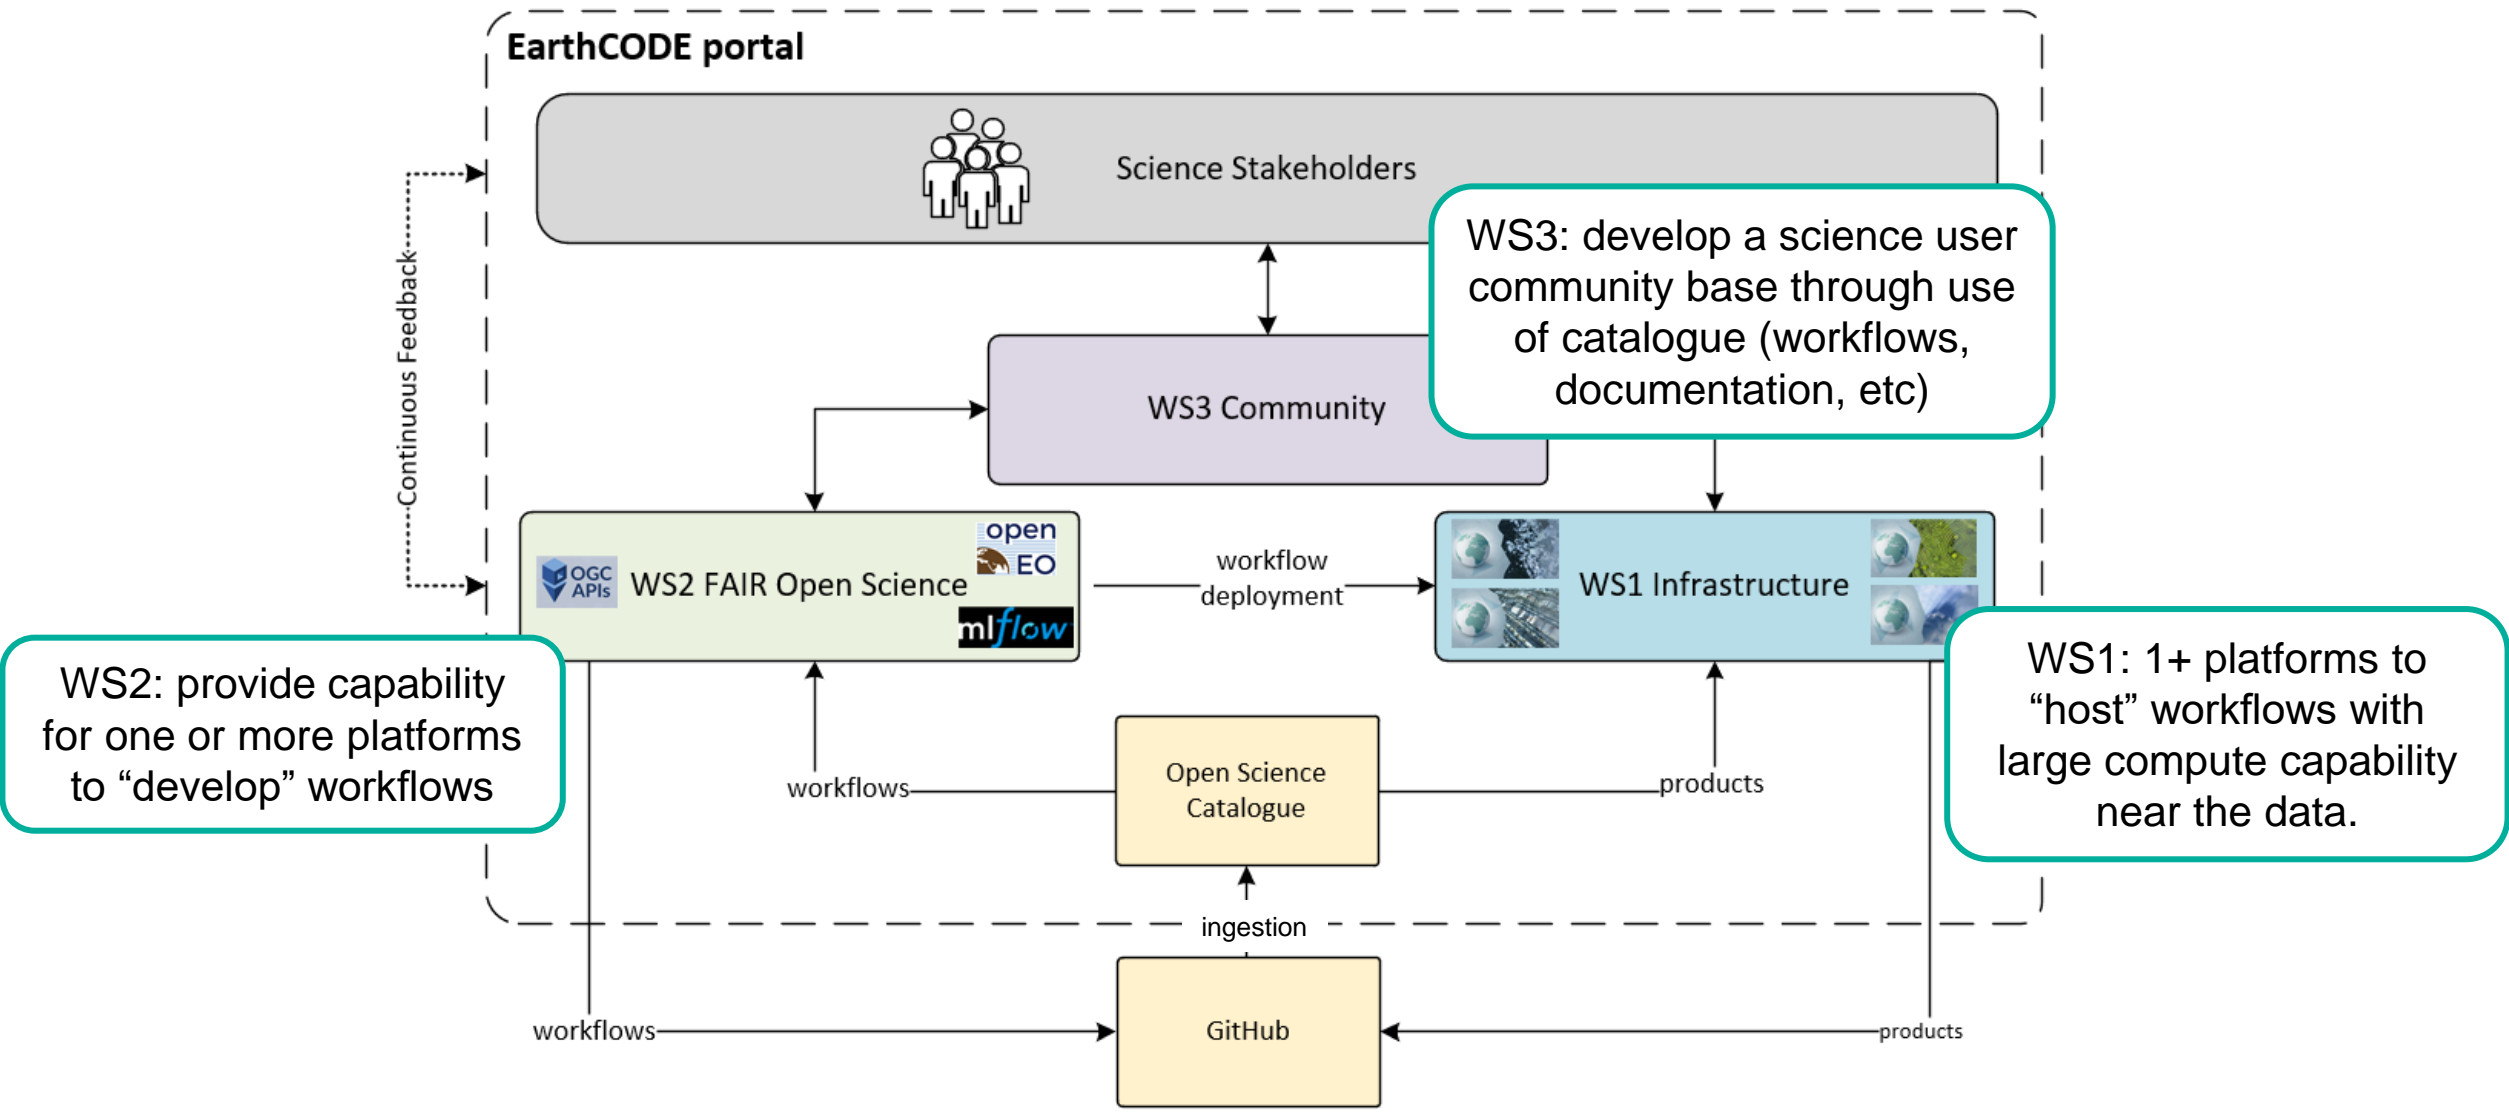 EarthCODE portal
Science Stakeholders
WS3: develop a science user
community base through use
of catalogue (workflows,
documentation, etc)
Continuous Feedback
WS3 Community
OGC
APIs
WS2 FAIR Open Science
open
EO
mlflow
workflow
deployment
WS1 Infrastructure
WS2: provide capability
for one or more platforms
to “develop” workflows
WS1: 1+ platforms to
“host” workflows with
large compute capability
near the data.
workflows
Open Science
Catalogue
products
ingestion
workflows
GitHub
products